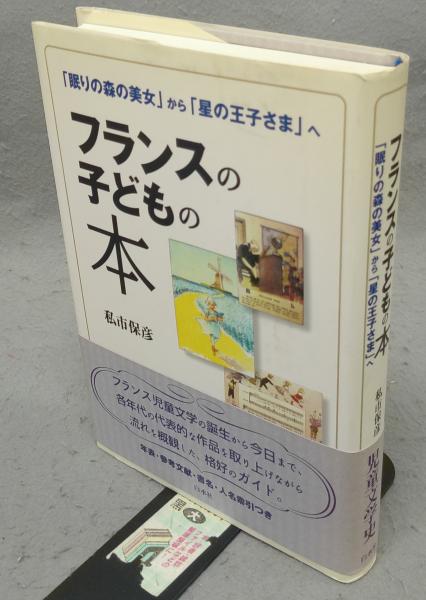 「眠りの森の美女」から「星の王子さま」へ
フランスの
子どもの
本
私市保彦
フランス児童文学の誕生から今日まで、
各年代の代表的な作品を取り上げながら
流れを概観した、格好のガイド。
年表・参考文献・書名・人名索引つき
白水社
フランスの子どもの本
「眠りの森の美女」から「星の王子さま」へ
私市保彦
児童文学史
白水社